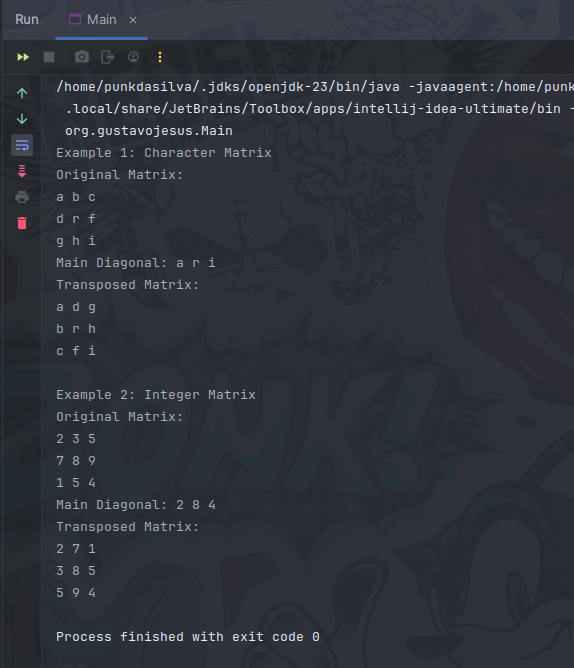 Run
Main ×
/home/punkdasilva/.jdks/openjdk-23/bin/java -javaagent:/home/punk
.local/share/JetBrains/Toolbox/apps/intellij-idea-ultimate/bin -
org.gustavojesus.Main
Example 1: Character Matrix
Original Matrix:
a b c
d r f
g h i
Main Diagonal: a r i
Transposed Matrix:
a d g
b r h
c f i
Example 2: Integer Matrix
Original Matrix:
2 3 5
7 8 9
1 5 4
Main Diagonal: 2 8 4
Transposed Matrix:
2 7 1
3 8 5
5 9 4
Process finished with exit code 0